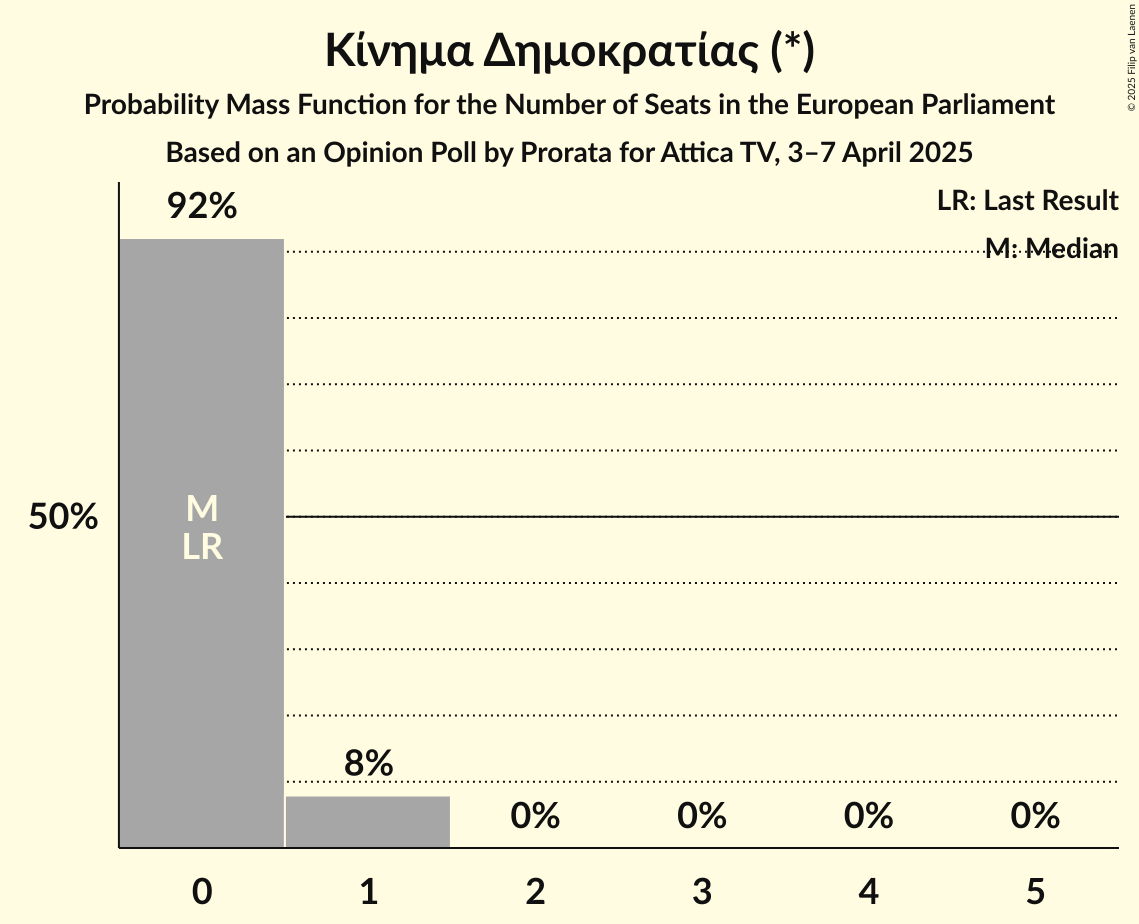 Κίνημα Δημοκρατίας (*)
Probability Mass Function for the Number of Seats in the European Parliament
Based on an Opinion Poll by Prorata for Attica TV, 3–7 April 2025
© 2025 Filip van Laenen
LR: Last Result
M: Median
92%
50%
M
LR
8%
0%
0%
0%
0%
0
1
2
3
4
5